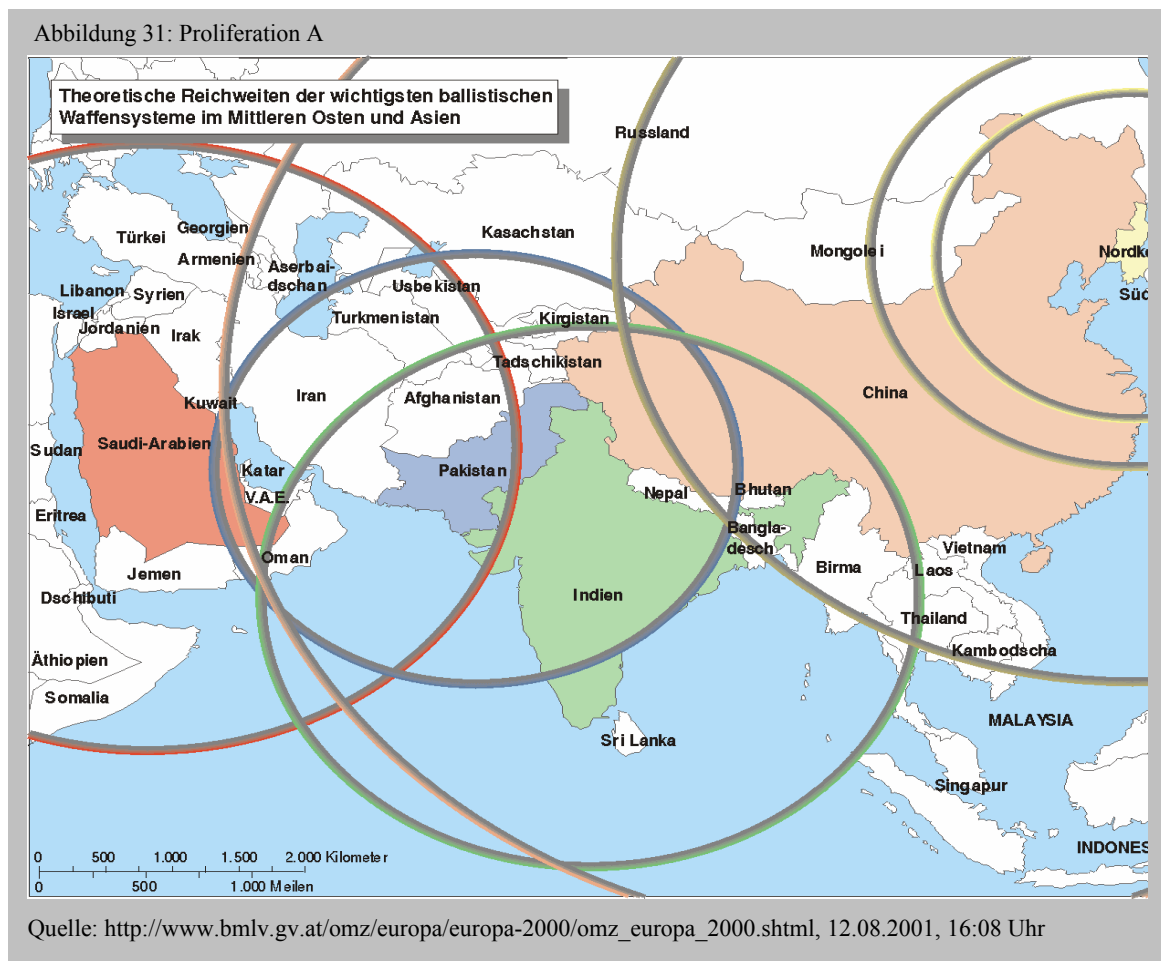 Abbildung 31: Proliferation A
Theoretische Reichweiten der wichtigsten ballistischen
Waffensysteme im Mittleren Osten und Asien
Russland
Türkei
Georgien
Armenien
Aserbai-
dschan
Kasachstan
Mongolei
Nordko
Süd
Libanon
Syrien
Israel
Jordanien
Irak
Usbekistan
Turkmenistan
Kirgistan
Tadschikistan
Iran
Afghanistan
China
Kuwait
Saudi-Arabien
Sudan
Katar
V.A.E.
Pakistan
Nepal
Bhutan
Eritrea
Bangla-
desch
Oman
Jemen
Birma
Vietnam
Laos
Dschibuti
Indien
Thailand
Kambodscha
Äthiopien
Somalia
Sri Lanka
MALAYSIA
Singapur
INDONES
0 500 1.000 1.500 2.000 Kilometer
0 500 1.000 Meilen
Quelle: http://www.bmlv.gv.at/omz/europa/europa-2000/omz_europa_2000.shtml, 12.08.2001, 16:08 Uhr